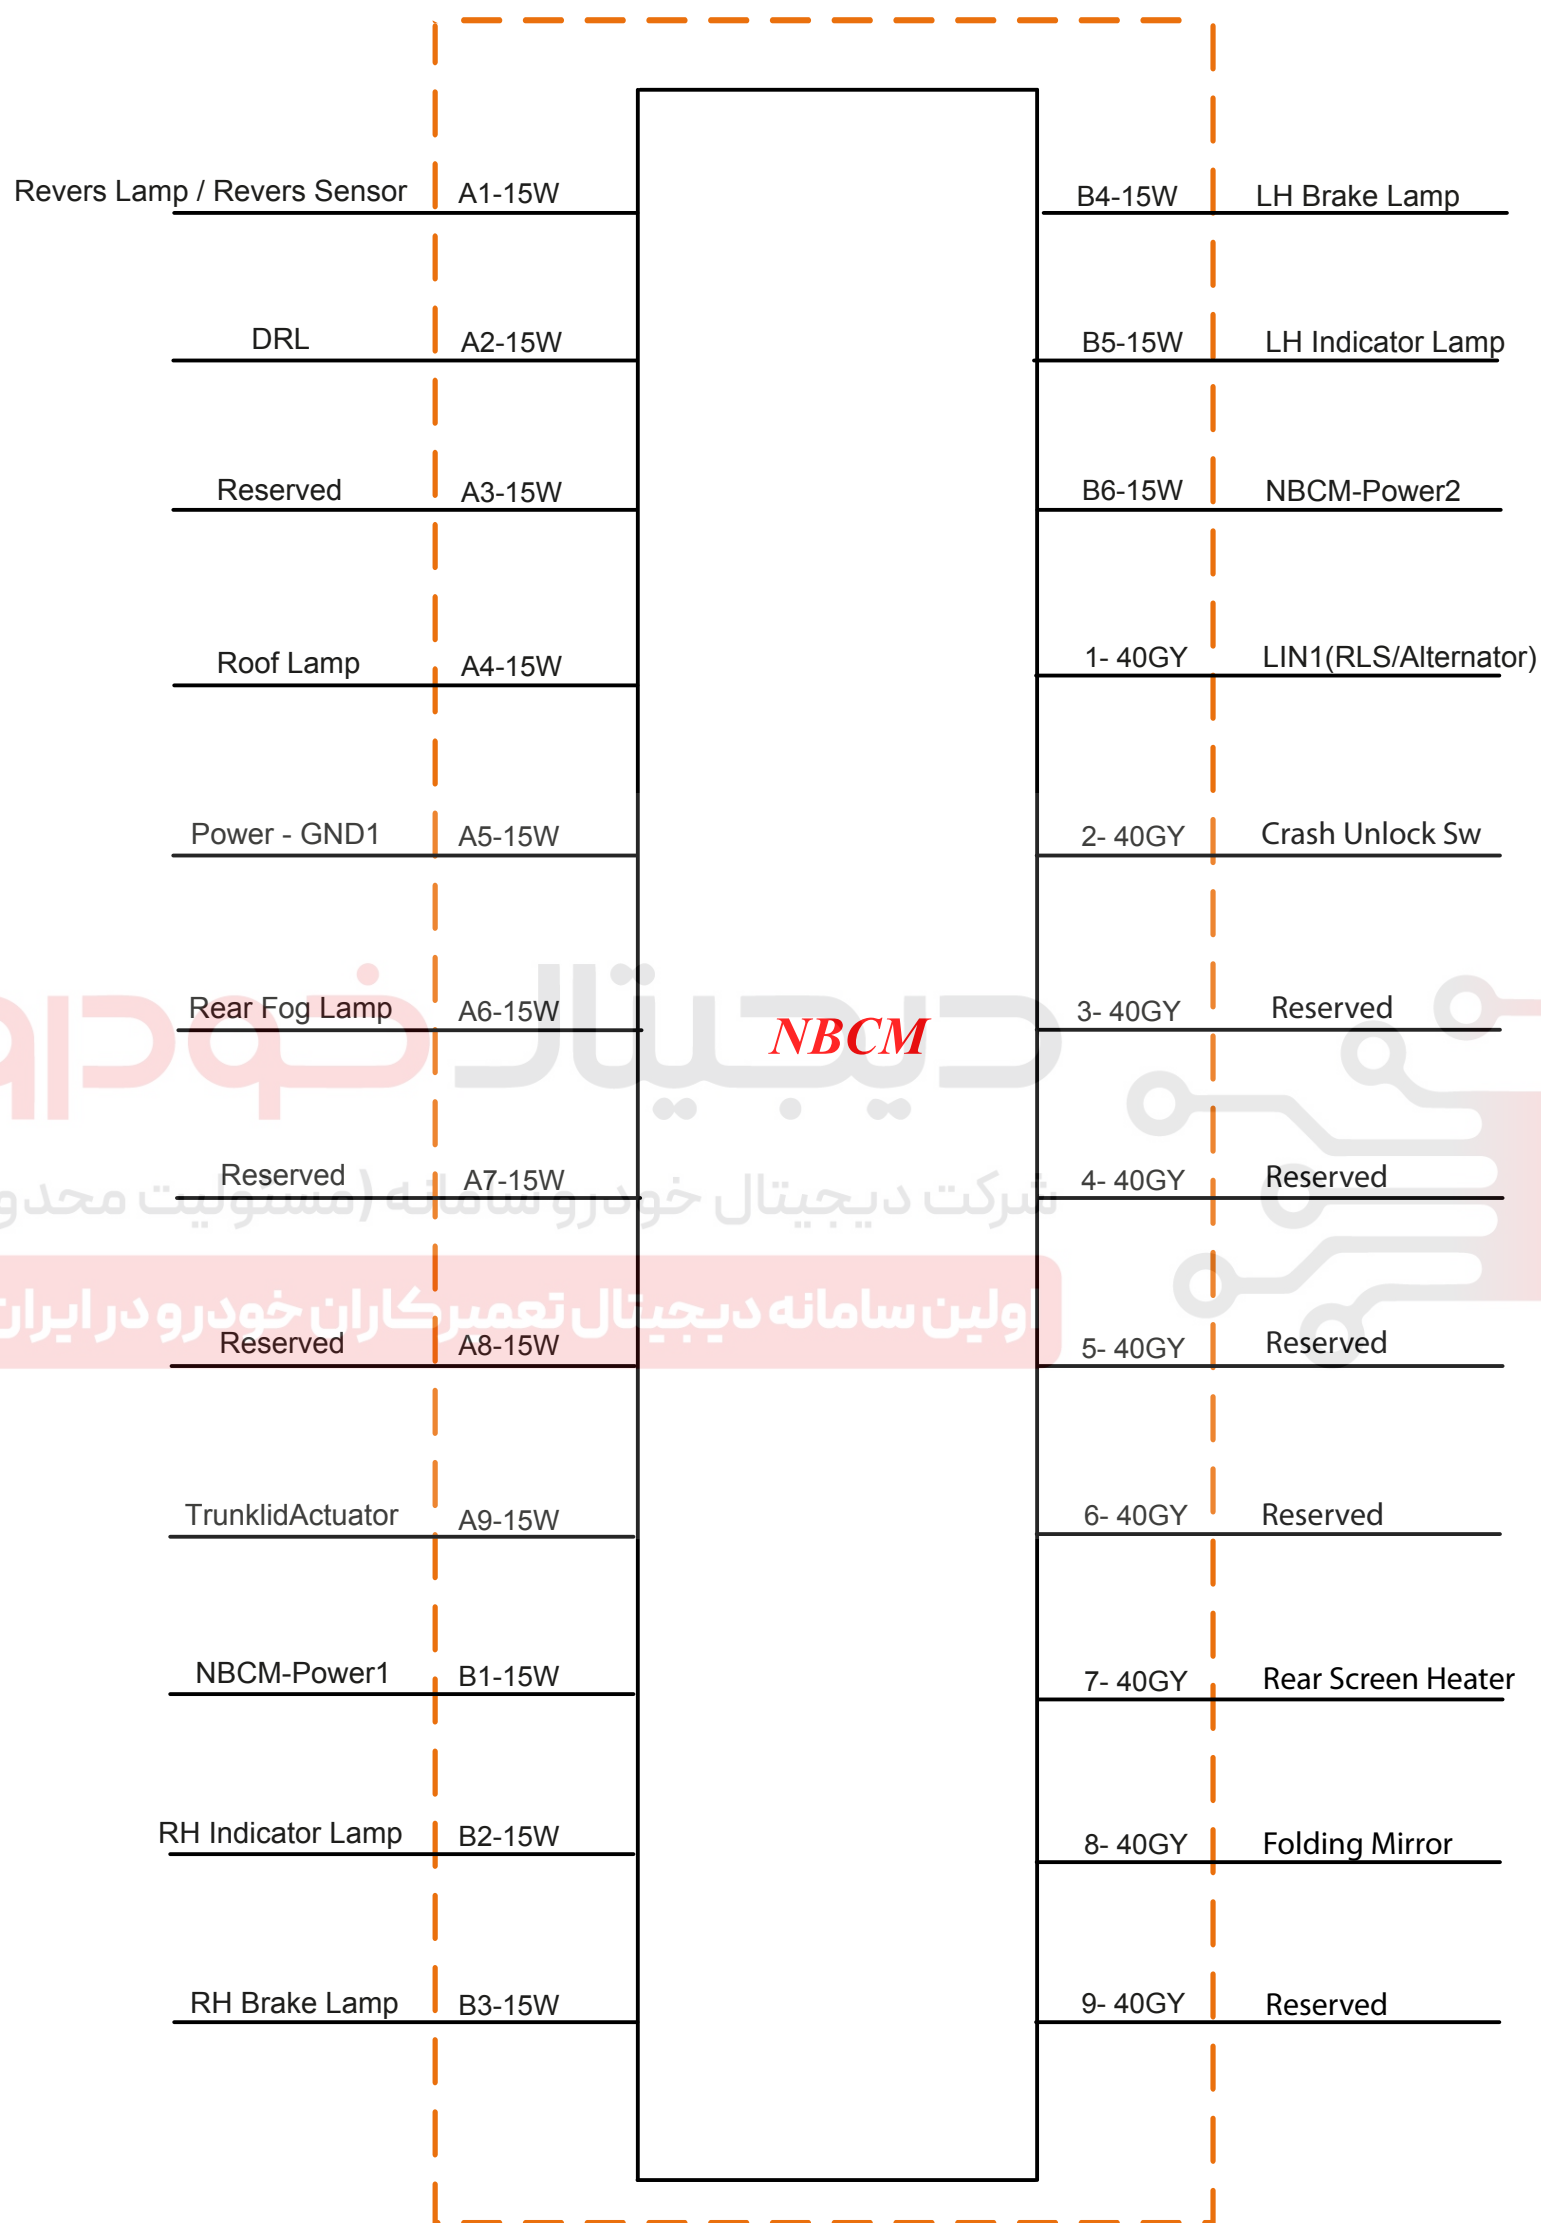 Revers Lamp / Revers Sensor A1-15W B4-15W LH Brake Lamp
DRL A2-15W B5-15W LH Indicator Lamp
Reserved A3-15W B6-15W NBCM-Power2
Roof Lamp A4-15W 1- 40GY LIN1(RLS/Alternator)
Power - GND1 A5-15W 2- 40GY Crash Unlock Sw
Rear Fog Lamp A6-15W NBCM 3- 40GY Reserved
دیجیتال خودرو
Reserved A7-15W 4- 40GY Reserved
شرکت دیجیتال خودرو سامانه (مسئولیت
اولین سامانه دیجیتال تعمیرکاران خودرو در ایران
Reserved A8-15W 5- 40GY Reserved
TrunklidActuator A9-15W 6- 40GY Reserved
NBCM-Power1 B1-15W 7- 40GY Rear Screen Heater
RH Indicator Lamp B2-15W 8- 40GY Folding Mirror
RH Brake Lamp B3-15W 9- 40GY Reserved